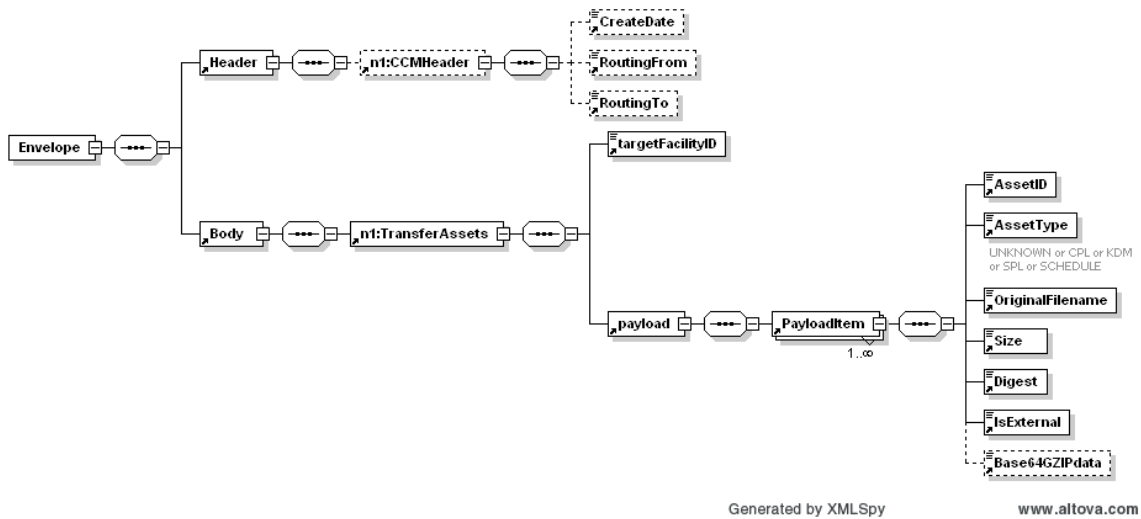 CreateDate
Header
n1:CCMHeader
RoutingFrom
RoutingTo
Envelope
targetFacilityID
AssetID
Body
n1:TransferAssets
AssetType
UNKNOWN or CPL or KDM
or SPL or SCHEDULE
OriginalFilename
payload
PayloadItem
1..∞
Size
Digest
IsExternal
Base64GZIPdata
Generated by XMLSpy
www.altova.com